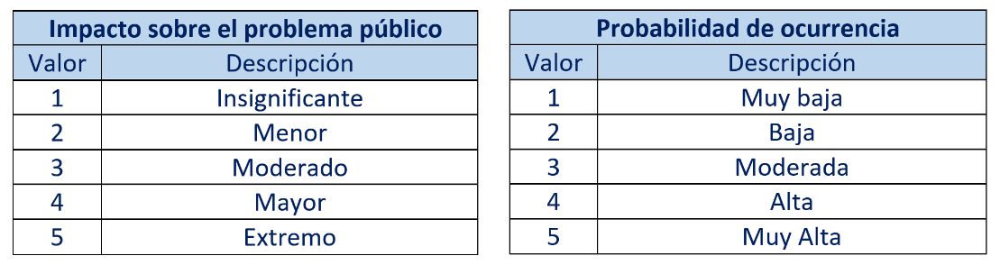 Impacto sobre el problema público
Valor Descripción
1 Insignificante
2 Menor
3 Moderado
4 Mayor
5 Extremo
Probabilidad de ocurrencia
Valor Descripción
1 Muy baja
2 Baja
3 Moderada
4 Alta
5 Muy Alta